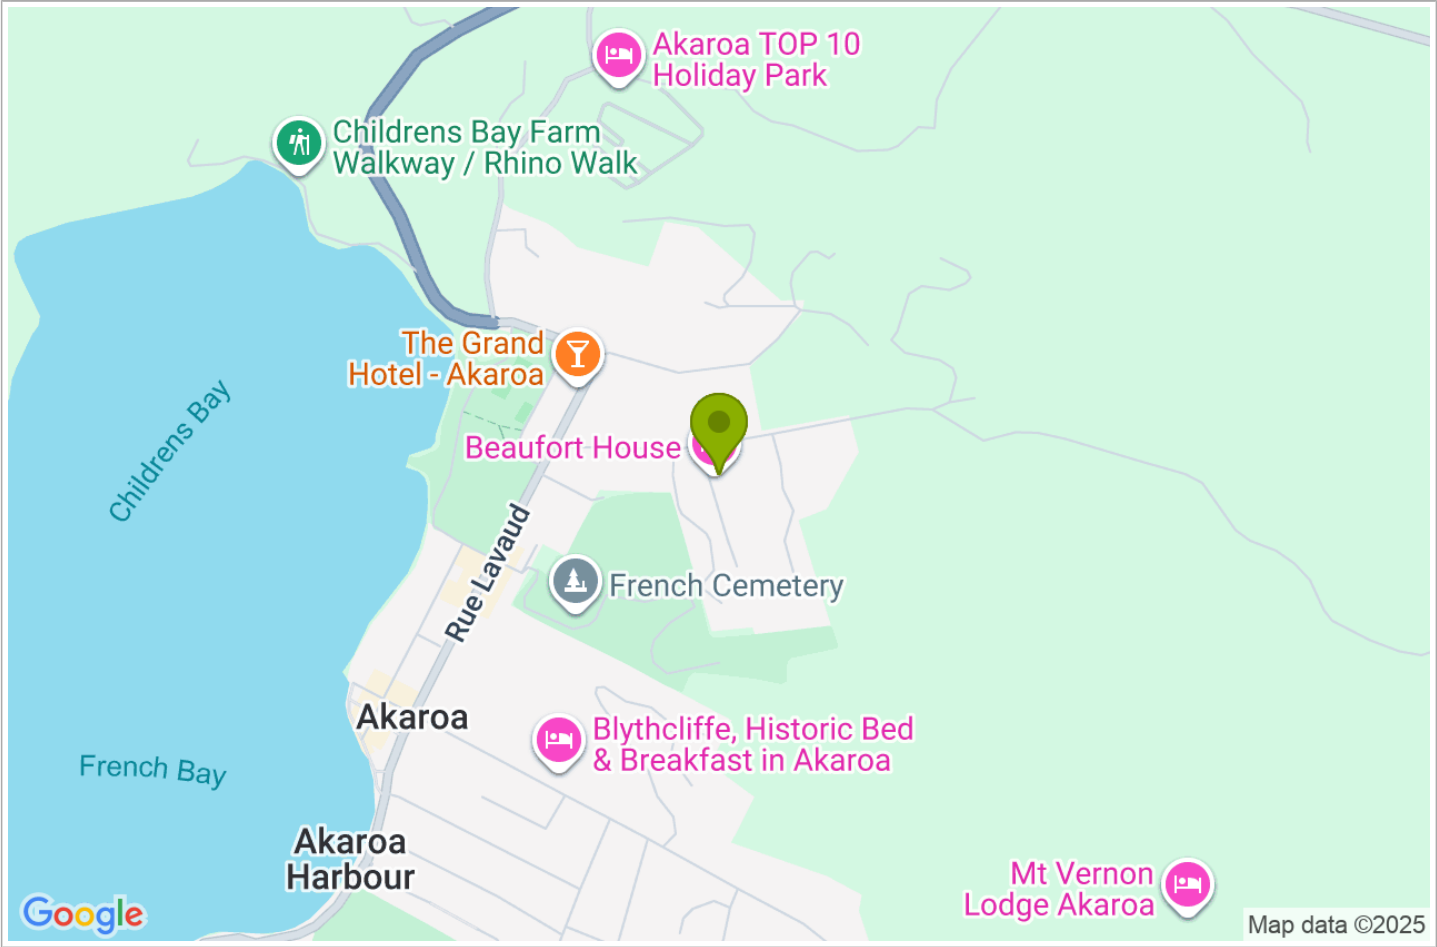 Akaroa TOP 10
Holiday Park
Childrens Bay Farm
Walkway / Rhino Walk
The Grand
Hotel - Akaroa
Childrens Bay
Beaufort House
Rue Lavaud
French Cemetery
Akaroa
Blythcliffe, Historic Bed
& Breakfast in Akaroa
French Bay
Akaroa
Harbour
Mt Vernon
Lodge Akaroa
Google
Map data ©2025